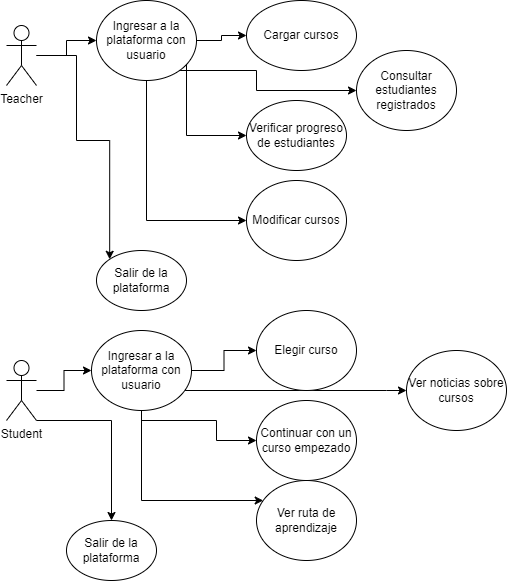 Ingresar a la
plataforma con
usuario
Cargar cursos
Teacher
Consultar
estudiantes
registrados
Verificar progreso
de estudiantes
Modificar cursos
Salir de la
plataforma
Ingresar a la
plataforma con
usuario
Elegir curso
Student
Ver noticias sobre
cursos
Continuar con un
curso empezado
Ver ruta de
aprendizaje
Salir de la
plataforma